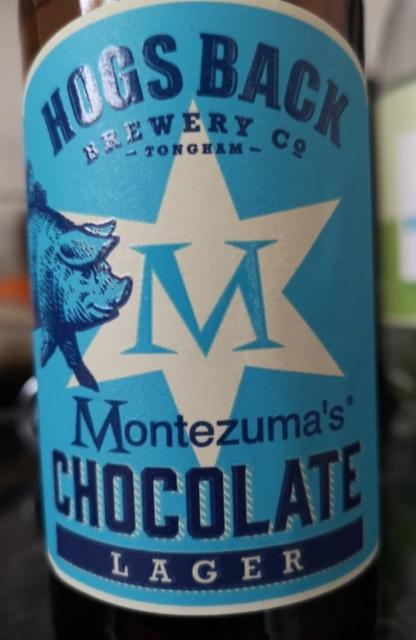 HOGS BACK
BREWERY Co
- TONGHAM -
M
Montezuma's®
CHOCOLATE
LAGER